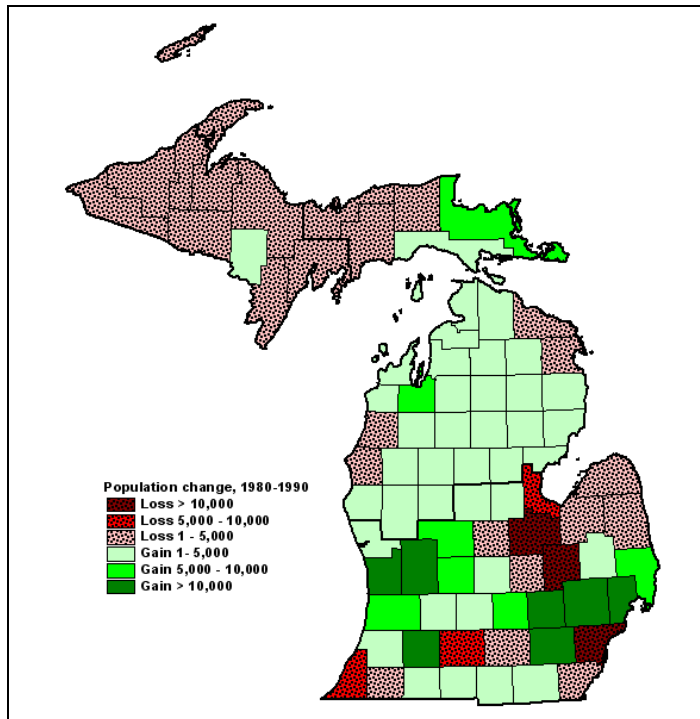 Population change, 1980-1990
Loss > 10,000
Loss 5,000 - 10,000
Loss 1 - 5,000
Gain 1- 5,000
Gain 5,000 - 10,000
Gain > 10,000